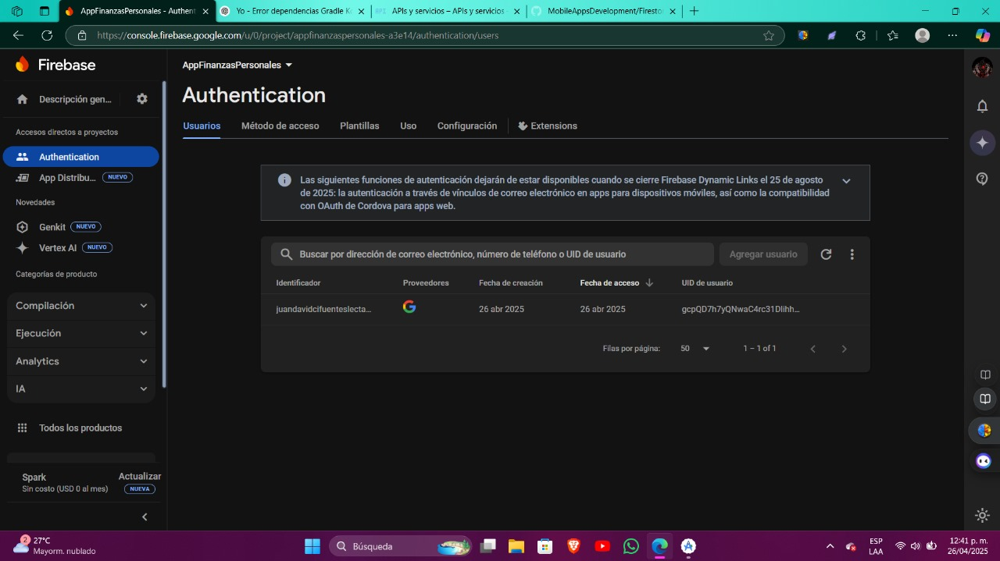 AppFinanzasPersonales - Authent
Yo - Error dependencias Gradle K
APIs y servicios – APIs y servicios -
MobileAppsDevelopment/Firesto
https://console.firebase.google.com/u/0/project/appfinanzaspersonales-a3e14/authentication/users
Firebase
AppFinanzasPersonales
Descripción gen...
Authentication
Usuarios
Método de acceso
Plantillas
Uso
Configuración
Extensions
Accesos directos a proyectos
Authentication
App Distribu... NUEVO
Novedades
Genkit NUEVO
Vertex AI NUEVO
Categorías de producto
Compilación
Ejecución
Analytics
IA
Todos los productos
Spark
Sin costo (USD 0 al mes)
Actualizar
NUEVA
Las siguientes funciones de autenticación dejarán de estar disponibles cuando se cierre Firebase Dynamic Links el 25 de agosto
de 2025: la autenticación a través de vínculos de correo electrónico en apps para dispositivos móviles, así como la compatibilidad
con OAuth de Cordova para apps web.
Buscar por dirección de correo electrónico, número de teléfono o UID de usuario
Agregar usuario
Identificador
Proveedores
Fecha de creación
Fecha de acceso
UID de usuario
juandavidcifuenteslecta...
26 abr 2025
26 abr 2025
gcpQD7h7yQNwaC4rc31Dlihh...
Filas por página:
50
1 – 1 of 1
2
27°C
Mayorm. nublado
Búsqueda
ESP
LAA
12:41 p. m.
26/04/2025